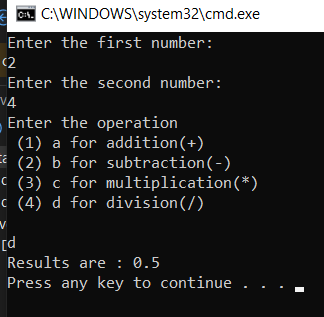 C:\WINDOWS\system32\cmd.exe
Enter the first number:
2
Enter the second number:
4
Enter the operation
(1) a for addition(+)
(2) b for subtraction(-)
(3) c for multiplication(*)
(4) d for division(/)
d
Results are : 0.5
Press any key to continue . . .